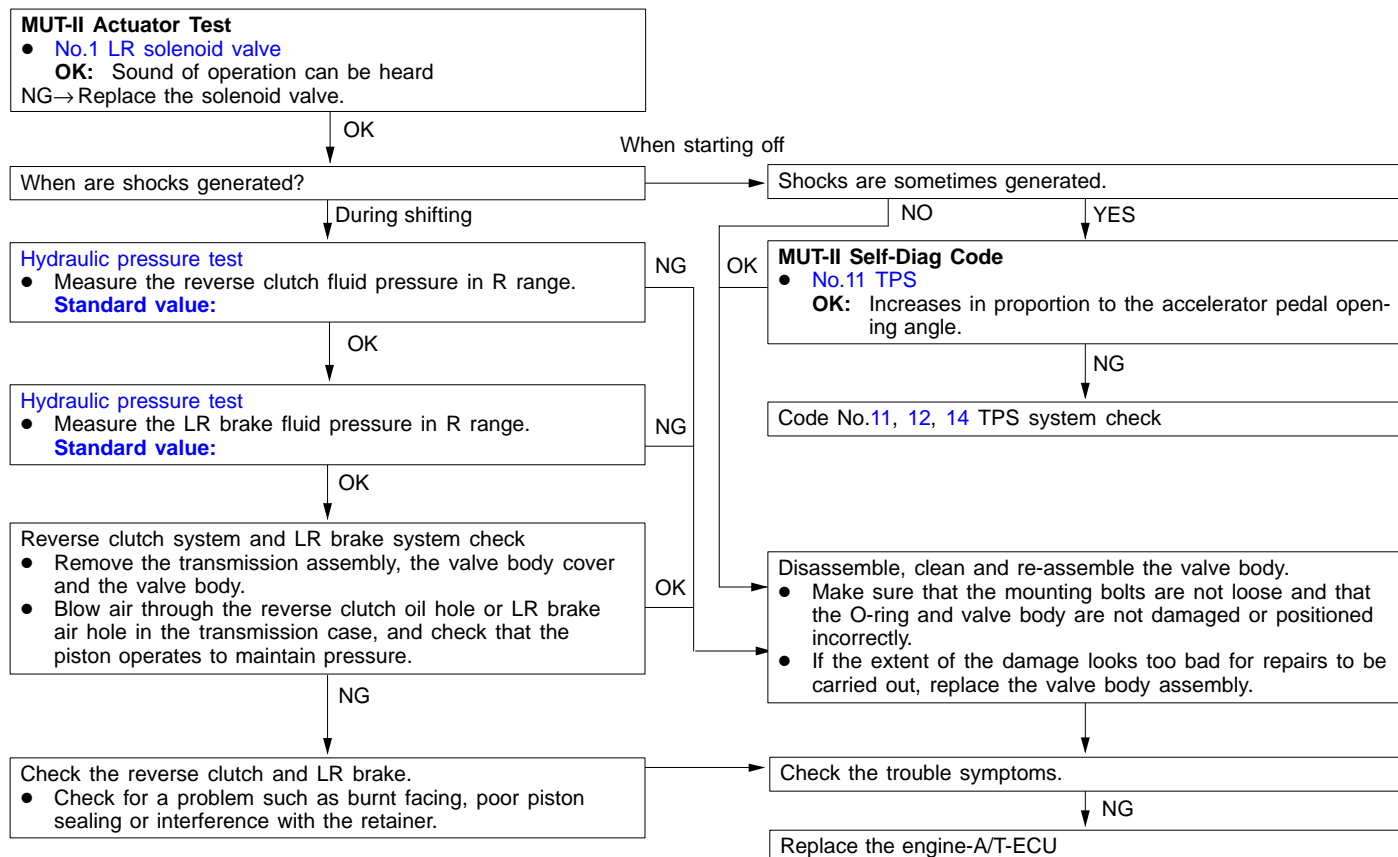 MUT-II Actuator Test
● No.1 LR solenoid valve
OK: Sound of operation can be heard
NG→Replace the solenoid valve.
OK
When starting off
When are shocks generated?
Shocks are sometimes generated.
During shifting
NO
YES
Hydraulic pressure test
● Measure the reverse clutch fluid pressure in R range.
Standard value:
NG
OK
MUT-II Self-Diag Code
● No.11 TPS
OK: Increases in proportion to the accelerator pedal open-
ing angle.
OK
NG
Hydraulic pressure test
● Measure the LR brake fluid pressure in R range.
Standard value:
NG
Code No.11, 12, 14 TPS system check
OK
Reverse clutch system and LR brake system check
● Remove the transmission assembly, the valve body cover
and the valve body.
● Blow air through the reverse clutch oil hole or LR brake
air hole in the transmission case, and check that the
piston operates to maintain pressure.
OK
Disassemble, clean and re-assemble the valve body.
● Make sure that the mounting bolts are not loose and that
the O-ring and valve body are not damaged or positioned
incorrectly.
● If the extent of the damage looks too bad for repairs to be
carried out, replace the valve body assembly.
NG
Check the reverse clutch and LR brake.
● Check for a problem such as burnt facing, poor piston
sealing or interference with the retainer.
Check the trouble symptoms.
NG
Replace the engine-A/T-ECU